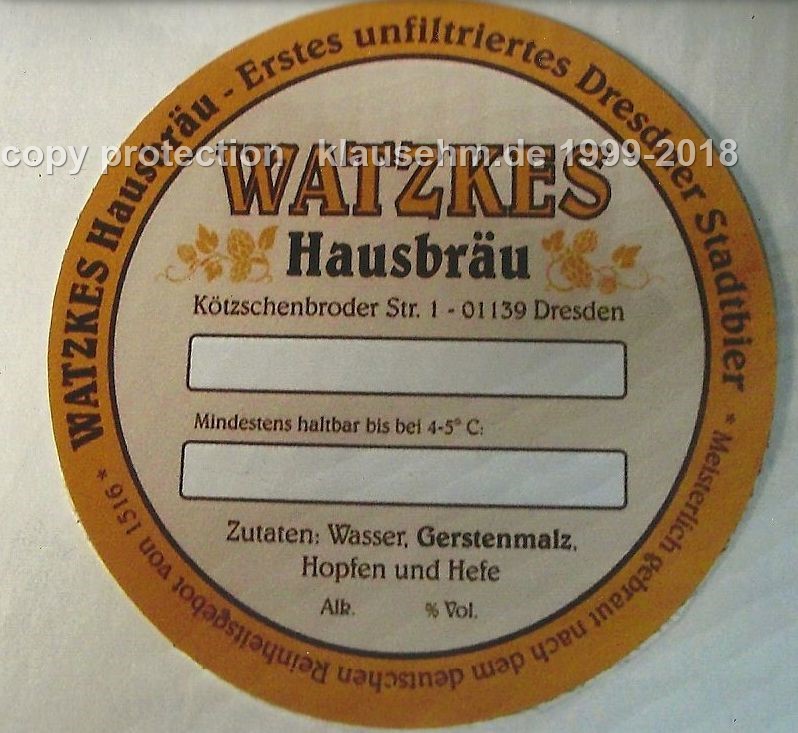 WATZKES Hausbräu - Erstes unfiltriertes Dresdner Stadtbier
* Meisterlich gebraut nach dem deutschen Reinheitsgebot von 1516 *
copy protection klausehm.de 1999-2018
WATZKES
Hausbräu
Kötzschenbroder Str. 1 - 01139 Dresden
Mindestens haltbar bis bei 4-5° C:
Zutaten: Wasser, Gerstenmalz,
Hopfen und Hefe
Alk. % Vol.